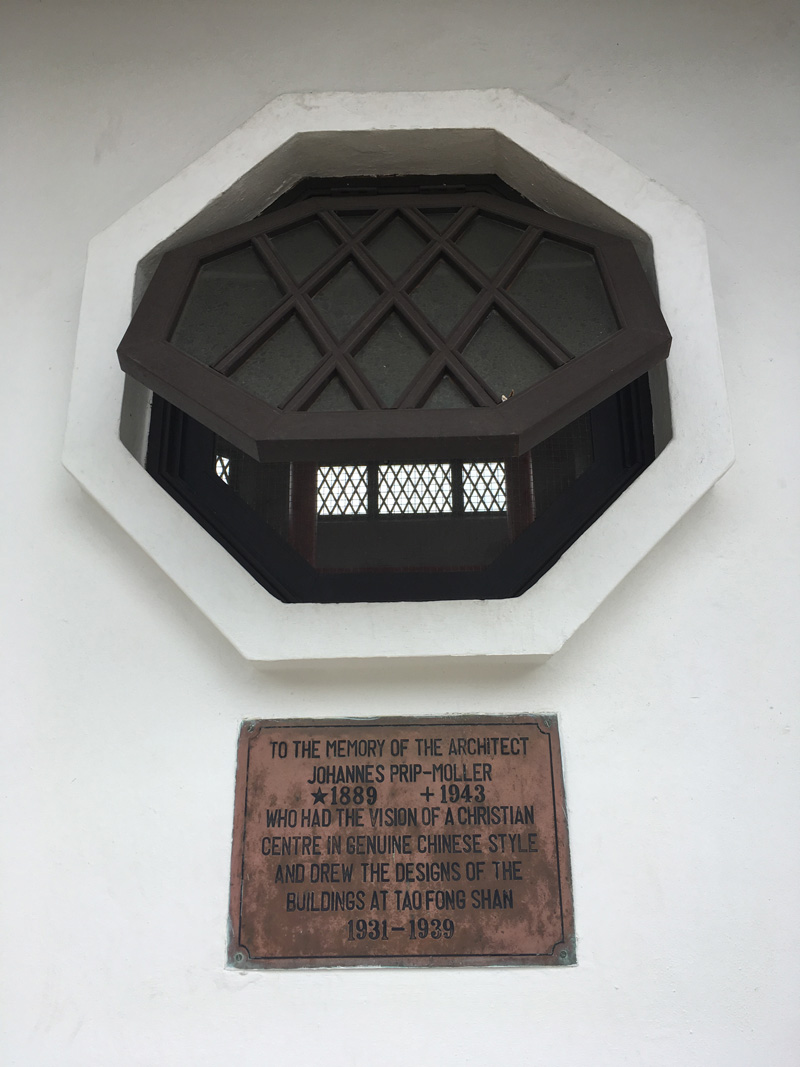 TO THE MEMORY OF THE ARCHITECT
JOHANNES PRIP-MOLLER
★1889 +1943
WHO HAD THE VISION OF A CHRISTIAN
CENTRE IN GENUINE CHINESE STYLE
AND DREW THE DESIGNS OF THE
BUILDINGS AT TAO FONG SHAN
1931-1939